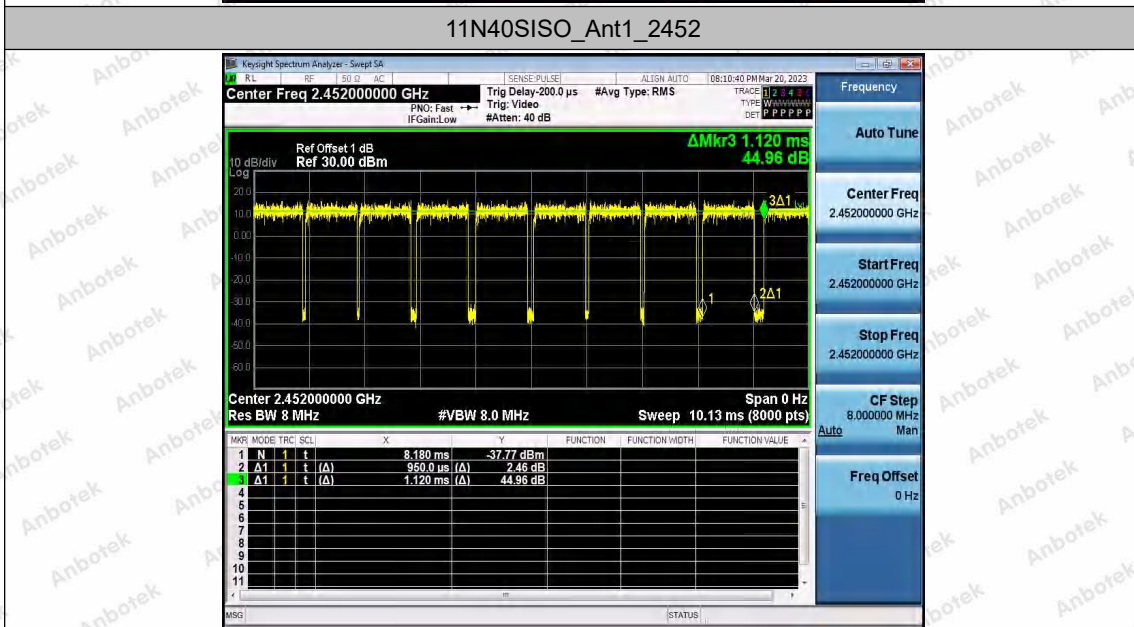 11N40SISO_Ant1_2452
Keysight Spectrum Analyzer - Swept SA
RL RF 50 Ω AC SENSE:PULSE ALIGN AUTO 08:10:40 PM Mar 20, 2023
Center Freq 2.452000000 GHz
PNO: Fast
IFGain:Low
Trig Delay-200.0 µs
Trig: Video
#Atten: 40 dB
#Avg Type: RMS
TRACE 1 2 3 4 5 6
TYPE W
DET P P P P P P
Ref Offset 1 dB
10 dB/div Ref 30.00 dBm
Log
ΔMkr3 1.120 ms
44.96 dB
20.0
10.0
0.00
-10.0
-20.0
-30.0
-40.0
-50.0
-60.0
3Δ1
1
2Δ1
Center 2.452000000 GHz Span 0 Hz
Res BW 8 MHz #VBW 8.0 MHz Sweep 10.13 ms (8000 pts)
MKR MODE TRC SCL X Y FUNCTION FUNCTION WIDTH FUNCTION VALUE
1 N 1 t 8.180 ms -37.77 dBm
2 Δ1 1 t (Δ) 950.0 µs (Δ) 2.46 dB
3 Δ1 1 t (Δ) 1.120 ms (Δ) 44.96 dB
4
5
6
7
8
9
10
11
MSG STATUS
Frequency
Auto Tune
Center Freq
2.452000000 GHz
Start Freq
2.452000000 GHz
Stop Freq
2.452000000 GHz
CF Step
8.000000 MHz
Auto Man
Freq Offset
0 Hz
Anbotek